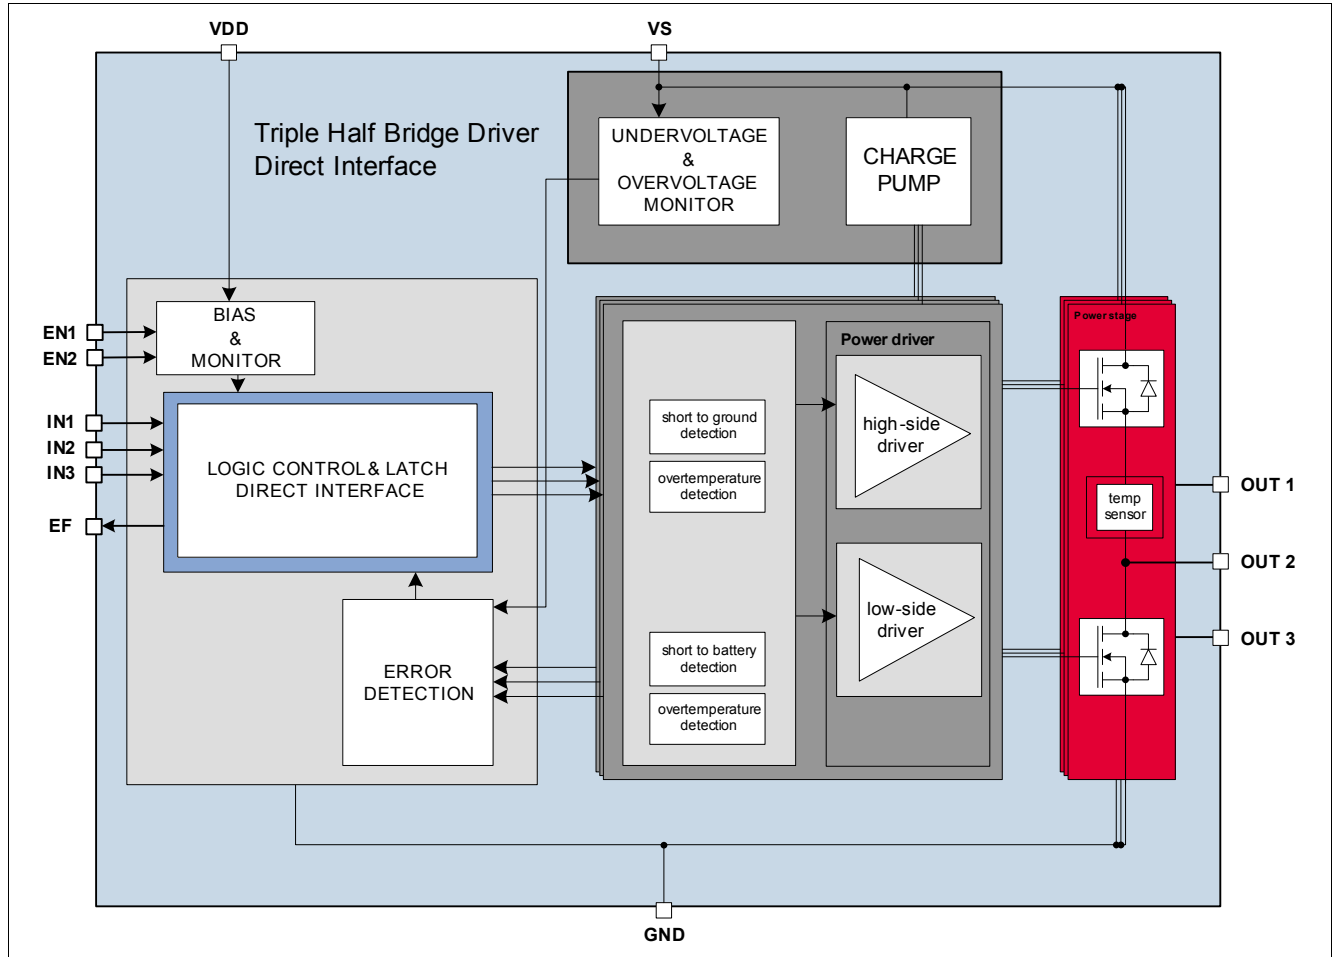 VDD
VS
Triple Half Bridge Driver
Direct Interface
UNDERVOLTAGE
&
OVERVOLTAGE
MONITOR
CHARGE
PUMP
EN1
EN2
BIAS
&
MONITOR
IN1
IN2
IN3
EF
LOGIC CONTROL & LATCH
DIRECT INTERFACE
ERROR
DETECTION
short to ground
detection
overtemperature
detection
short to battery
detection
overtemperature
detection
Power driver
high-side
driver
low-side
driver
Power stage
temp
sensor
OUT 1
OUT 2
OUT 3
GND